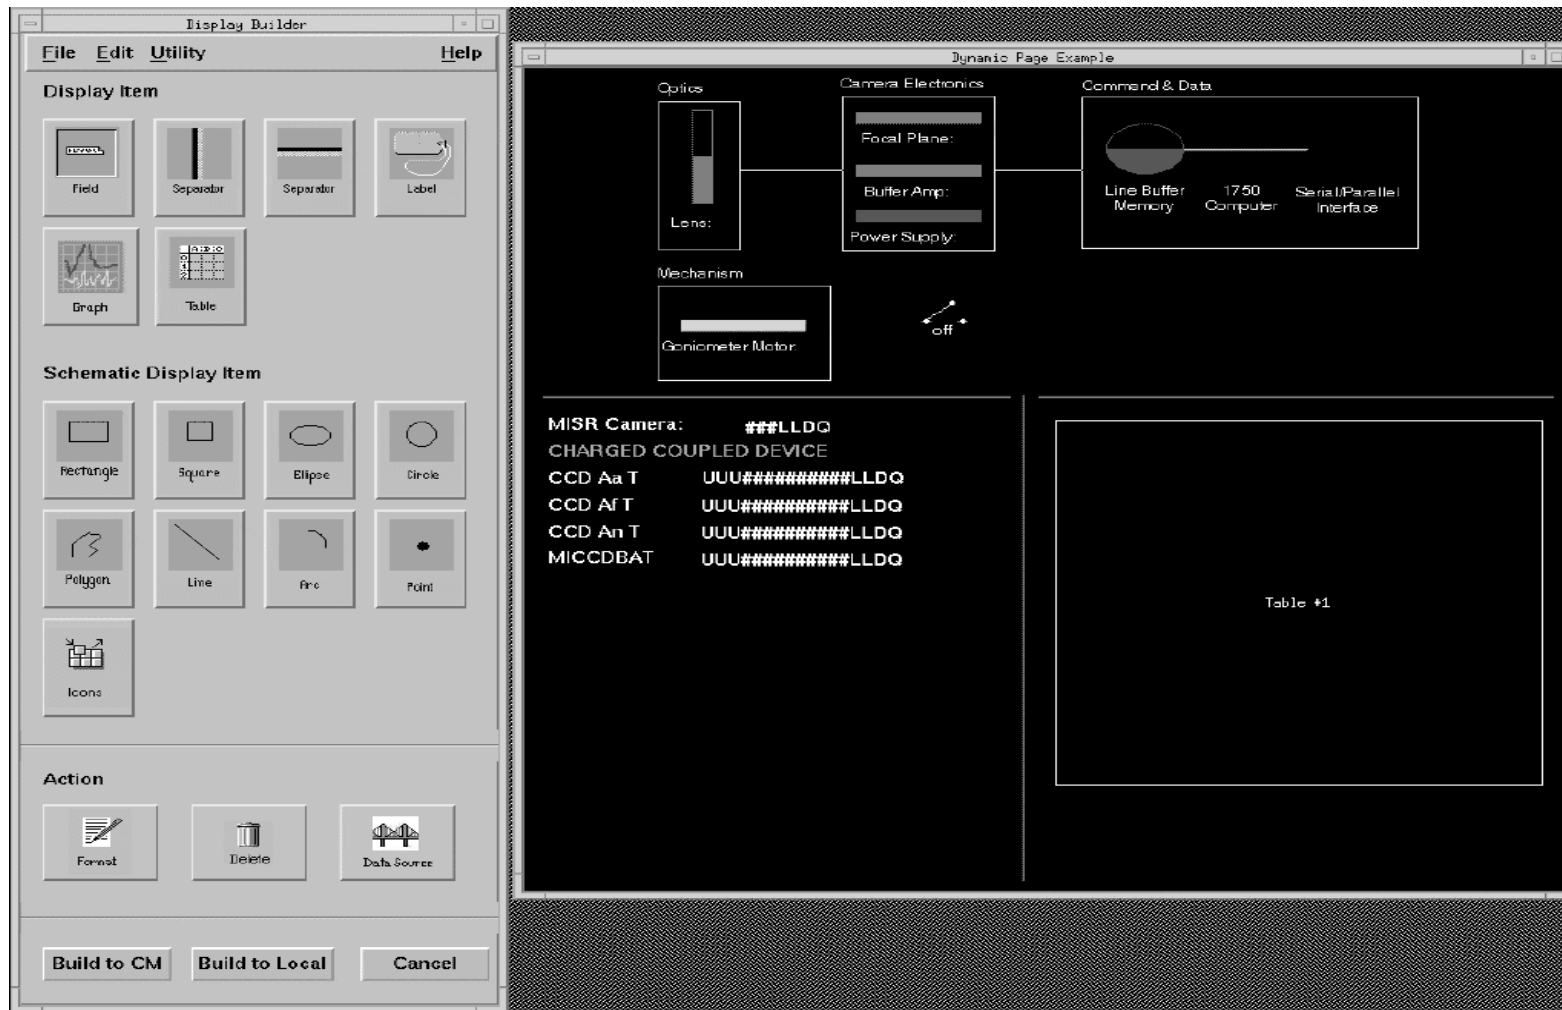 Display Builder
File Edit Utility Help
Display Item
Field Separator Separator Label
Graph Table
Schematic Display Item
Rectangle Square Ellipse Circle
Polygon Line Arc Point
Icons
Action
Format Delete Data Source
Build to CM Build to Local Cancel
Dynamic Page Example
Optics
Lens:
Camera Electronics
Focal Plane:
Buffer Amp:
Power Supply:
Command & Data
Line Buffer
Memory
1750
Computer
Serial/Parallel
Interface
Mechanism
Goniometer Motor:
off
MISR Camera: ###LLDQ
CHARGED COUPLED DEVICE
CCD Aa T UUU##########LLDQ
CCD Af T UUU##########LLDQ
CCD An T UUU##########LLDQ
MICCDBAT UUU##########LLDQ
Table #1